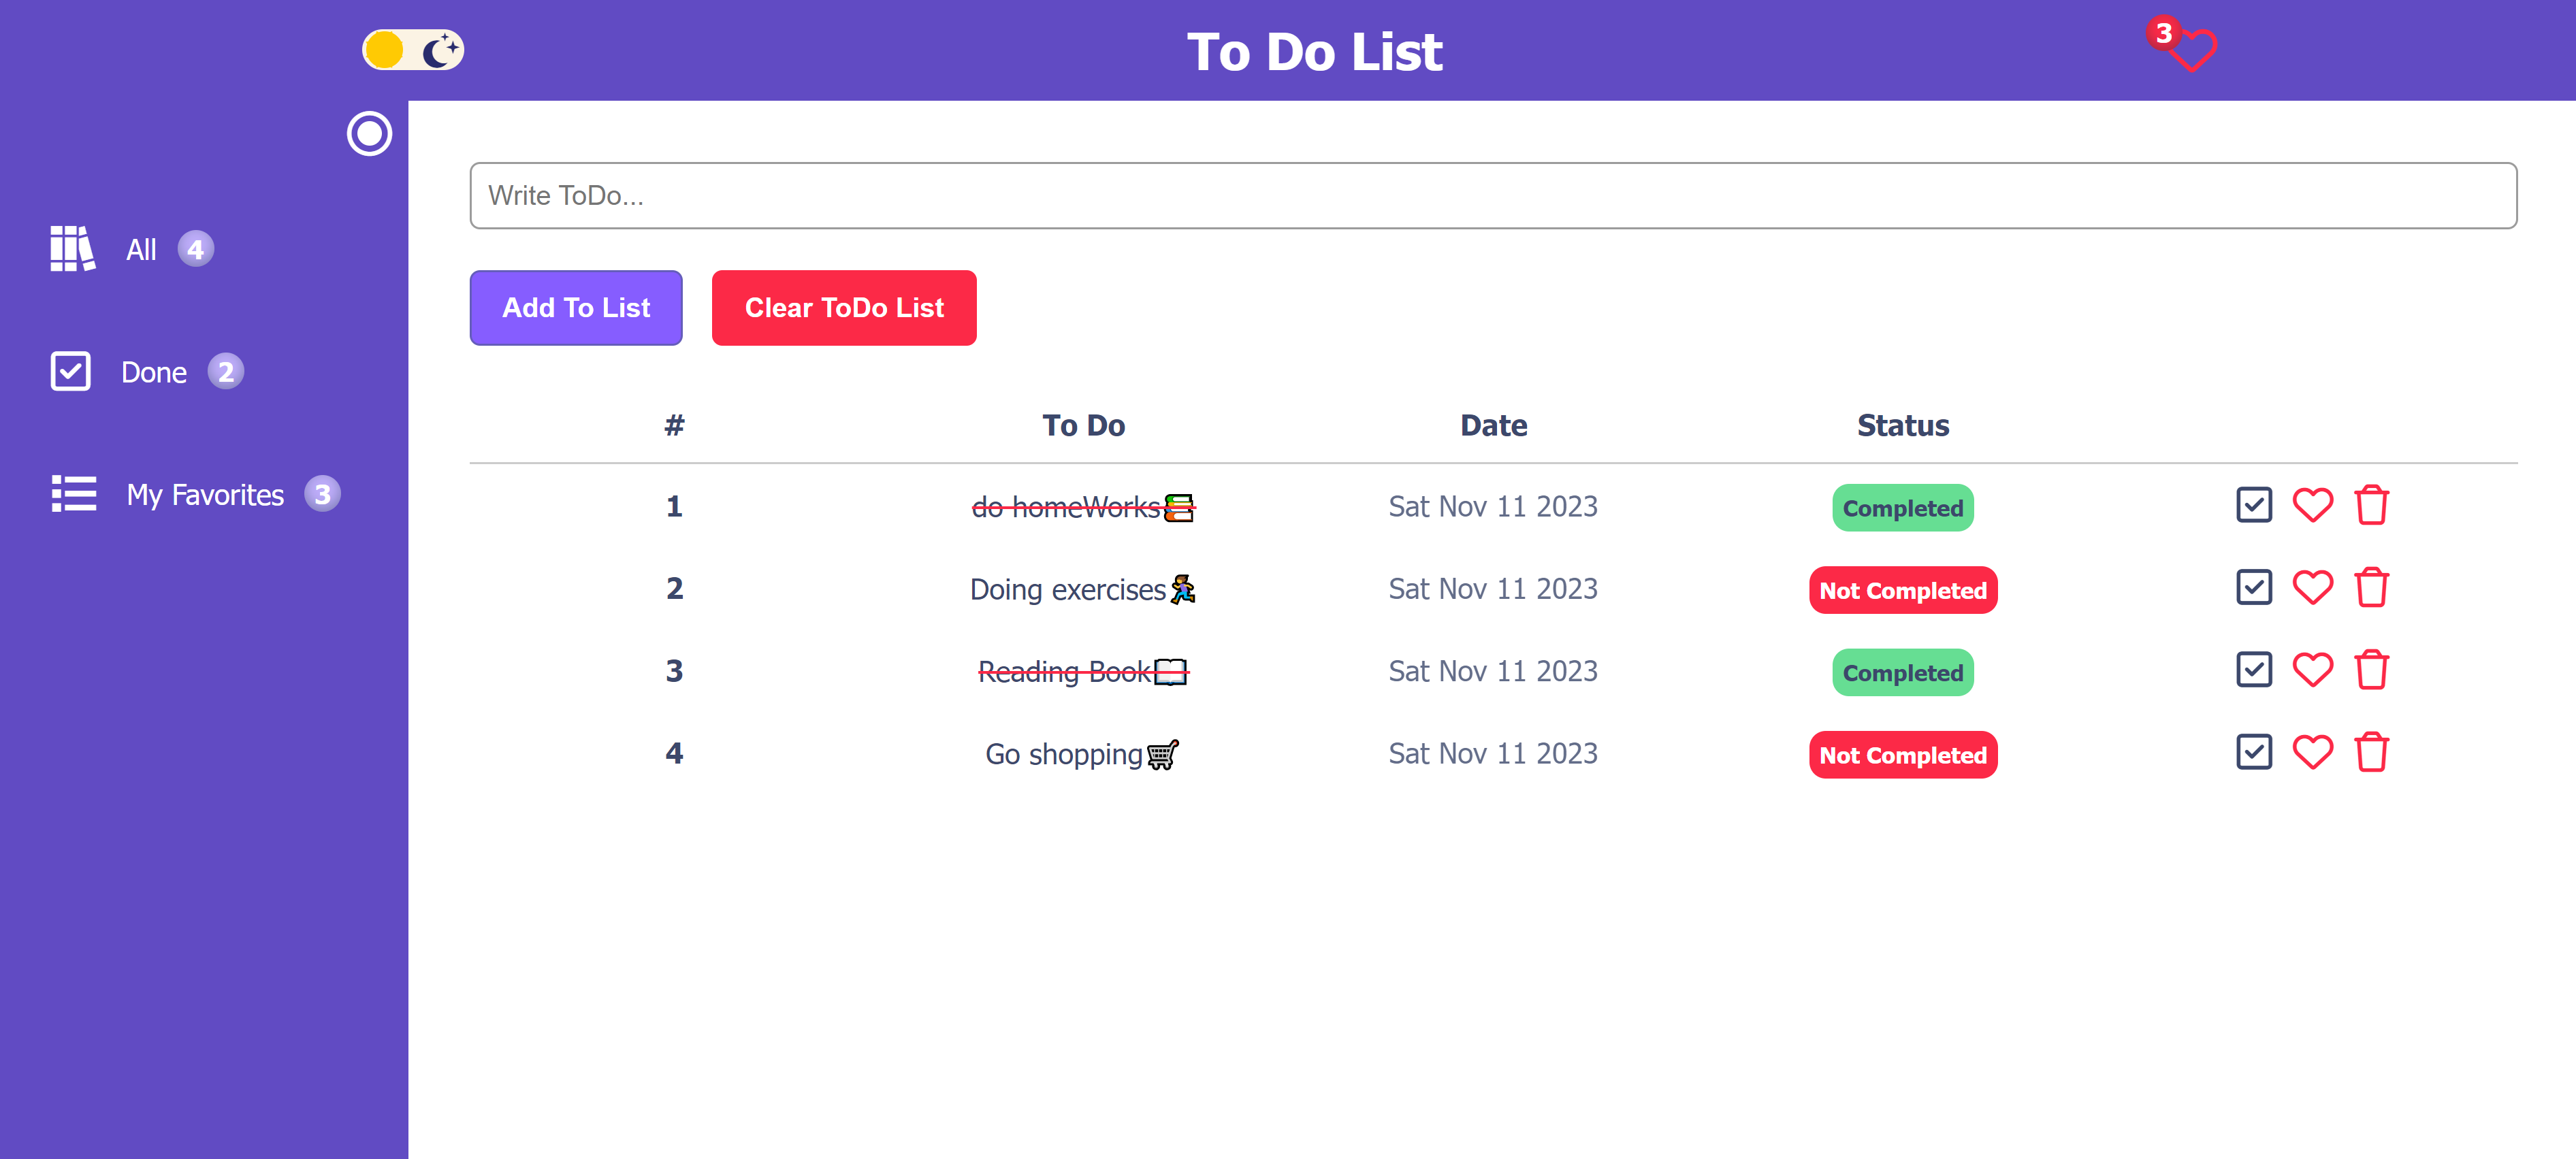 To Do List
3
All 4
Done 2
My Favorites 3
Write ToDo...
Add To List Clear ToDo List
# To Do Date Status
1 do homeWorks📚 Sat Nov 11 2023 Completed
2 Doing exercises🏃‍♀️ Sat Nov 11 2023 Not Completed
3 Reading Book📖 Sat Nov 11 2023 Completed
4 Go shopping🛒 Sat Nov 11 2023 Not Completed